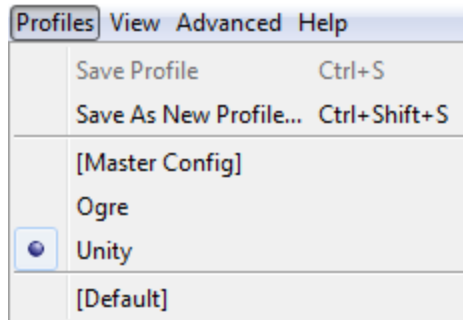 Profiles View Advanced Help
Save Profile Ctrl+S
Save As New Profile... Ctrl+Shift+S
[Master Config]
Ogre
Unity
[Default]